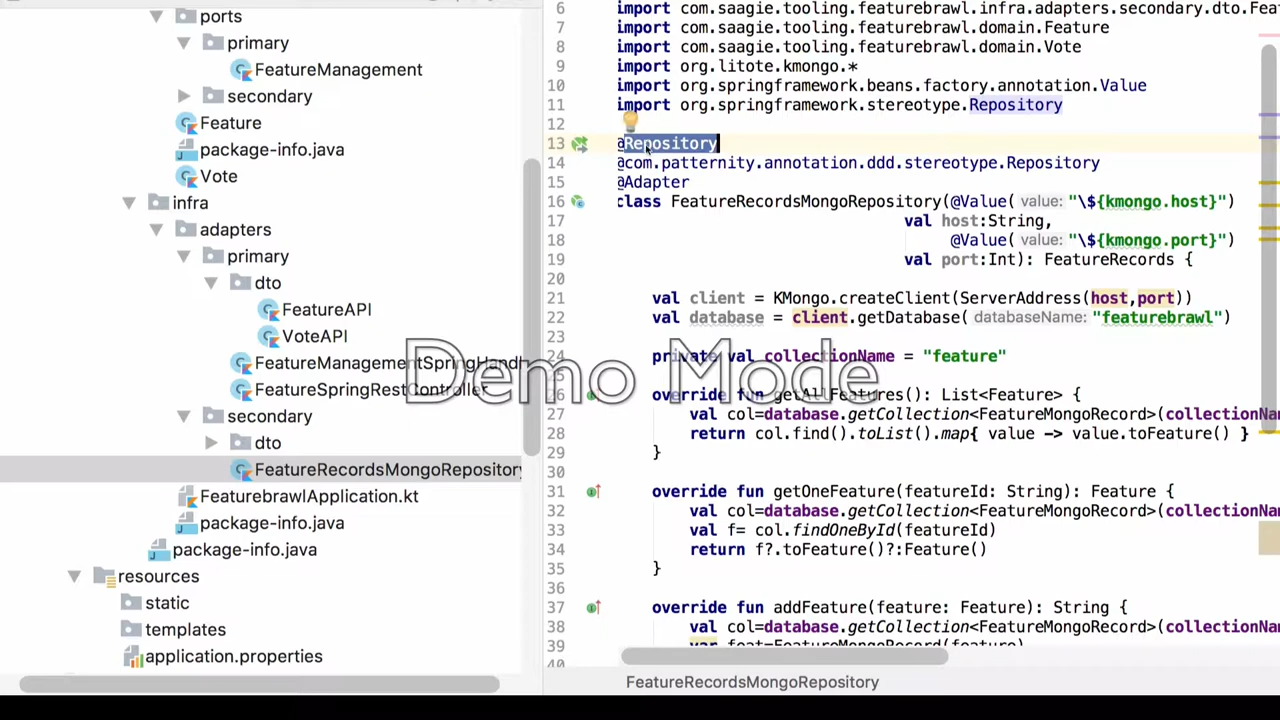 ports
primary
FeatureManagement
secondary
Feature
package-info.java
Vote
infra
adapters
primary
dto
FeatureAPI
VoteAPI
FeatureManagementSpringHandh
FeatureSpringRestController
secondary
dto
FeatureRecordsMongoRepository
FeaturebrawlApplication.kt
package-info.java
package-info.java
resources
static
templates
application.properties
6 import com.saagie.tooling.featurebrawl.infra.adapters.secondary.dto.Fea
7 import com.saagie.tooling.featurebrawl.domain.Feature
8 import com.saagie.tooling.featurebrawl.domain.Vote
9 import org.litote.kmongo.*
10 import org.springframework.beans.factory.annotation.Value
11 import org.springframework.stereotype.Repository
12
13 @Repository
14 @com.patternity.annotation.ddd.stereotype.Repository
15 @Adapter
16 class FeatureRecordsMongoRepository(@Value( value: "\${kmongo.host}")
17 val host:String,
18 @Value( value: "\${kmongo.port}")
19 val port:Int): FeatureRecords {
20
21 val client = KMongo.createClient(ServerAddress(host,port))
22 val database = client.getDatabase( databaseName: "featurebrawl")
23
24 private val collectionName = "feature"
Demo Mode
26 override fun getAllFeatures(): List<Feature> {
27 val col=database.getCollection<FeatureMongoRecord>(collectionNa
28 return col.find().toList().map{ value -> value.toFeature() }
29 }
30
31 override fun getOneFeature(featureId: String): Feature {
32 val col=database.getCollection<FeatureMongoRecord>(collectionNa
33 val f= col.findOneById(featureId)
34 return f?.toFeature()?:Feature()
35 }
36
37 override fun addFeature(feature: Feature): String {
38 val col=database.getCollection<FeatureMongoRecord>(collectionNa
39 var feat=FeatureMongoRecord(feature)
40
FeatureRecordsMongoRepository